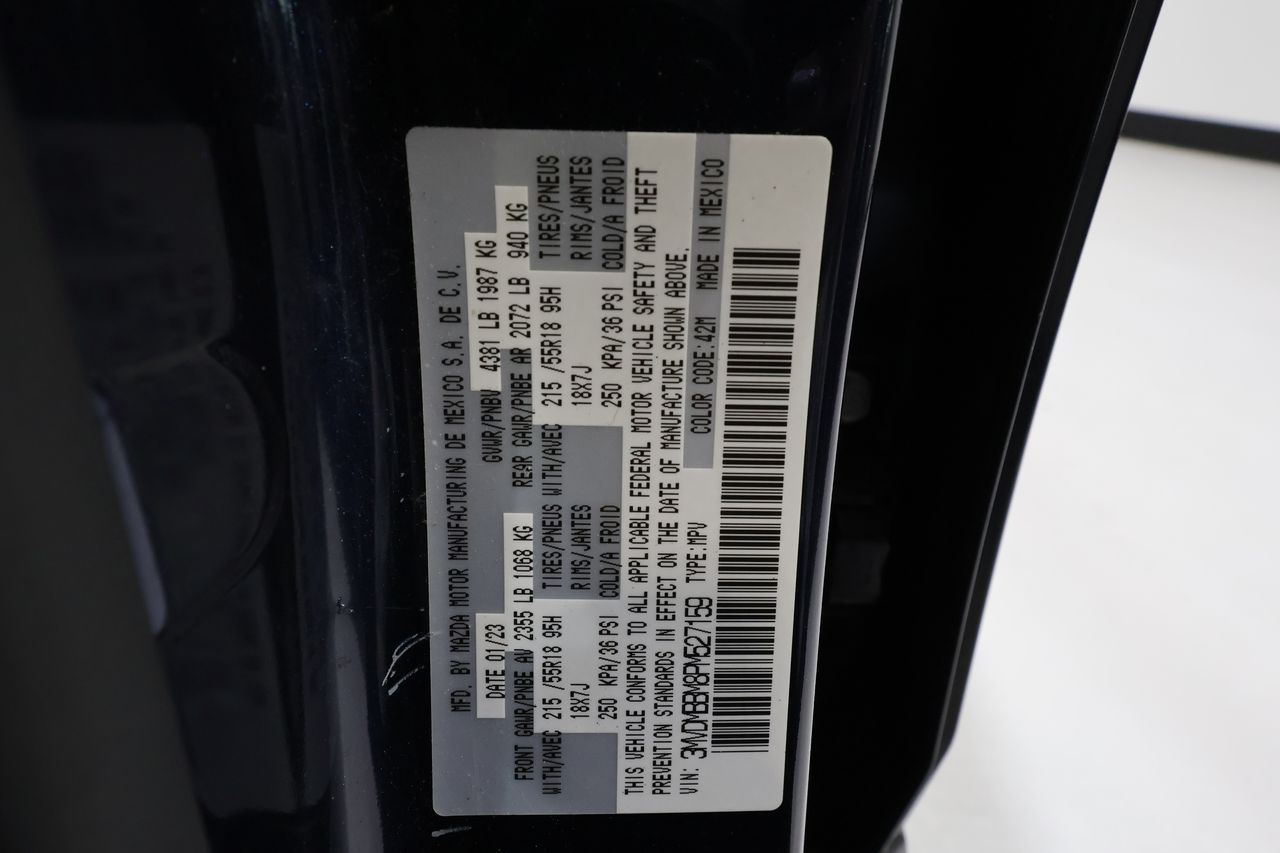 MFD. BY MAZDA MOTOR MANUFACTURING DE MEXICO S.A. DE C.V.
DATE 01/23 GVWR/PNBV 4381 LB 1987 KG
FRONT GAWR/PNBE AV 2355 LB 1068 KG REAR GAWR/PNBE AR 2072 LB 940 KG
WITH/AVEC 215 /55R18 95H TIRES/PNEUS WITH/AVEC 215 /55R18 95H TIRES/PNEUS
18X7J RIMS/JANTES 18X7J RIMS/JANTES
250 KPA/36 PSI COLD/A FROID 250 KPA/36 PSI COLD/A FROID
THIS VEHICLE CONFORMS TO ALL APPLICABLE FEDERAL MOTOR VEHICLE SAFETY AND THEFT
PREVENTION STANDARDS IN EFFECT ON THE DATE OF MANUFACTURE SHOWN ABOVE.
VIN: 3MVDMBBM8PM527159 TYPE:MPV COLOR CODE:42M MADE IN MEXICO